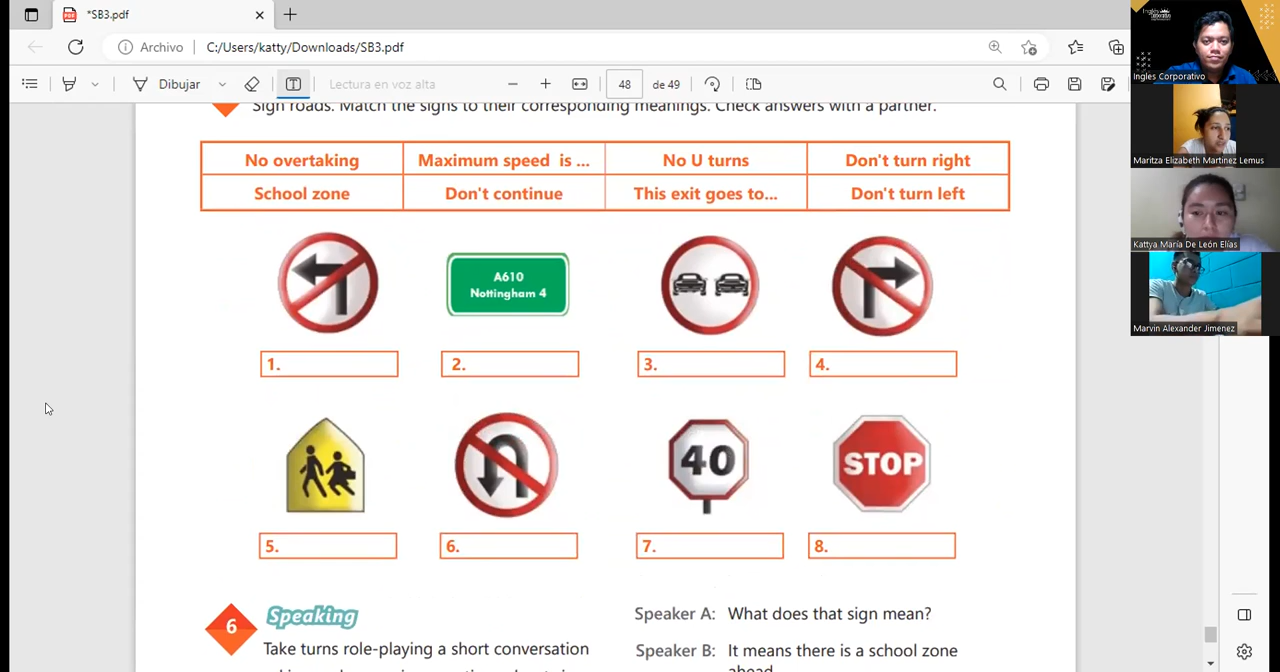 *SB3.pdf
Archivo
C:/Users/katty/Downloads/SB3.pdf
Dibujar
Lectura en voz alta
48
de 49
Sign roads. Match the signs to their corresponding meanings. Check answers with a partner.
No overtaking Maximum speed is ... No U turns Don't turn right
School zone Don't continue This exit goes to... Don't turn left
A610
Nottingham 4
1. 2. 3. 4.
40
STOP
5. 6. 7. 8.
6
Speaking
Take turns role-playing a short conversation
Speaker A: What does that sign mean?
Speaker B: It means there is a school zone
ahead
Ingles Corporativo
Maritza Elizabeth Martinez Lemus
Kattya María De León Elías
Marvin Alexander Jimenez